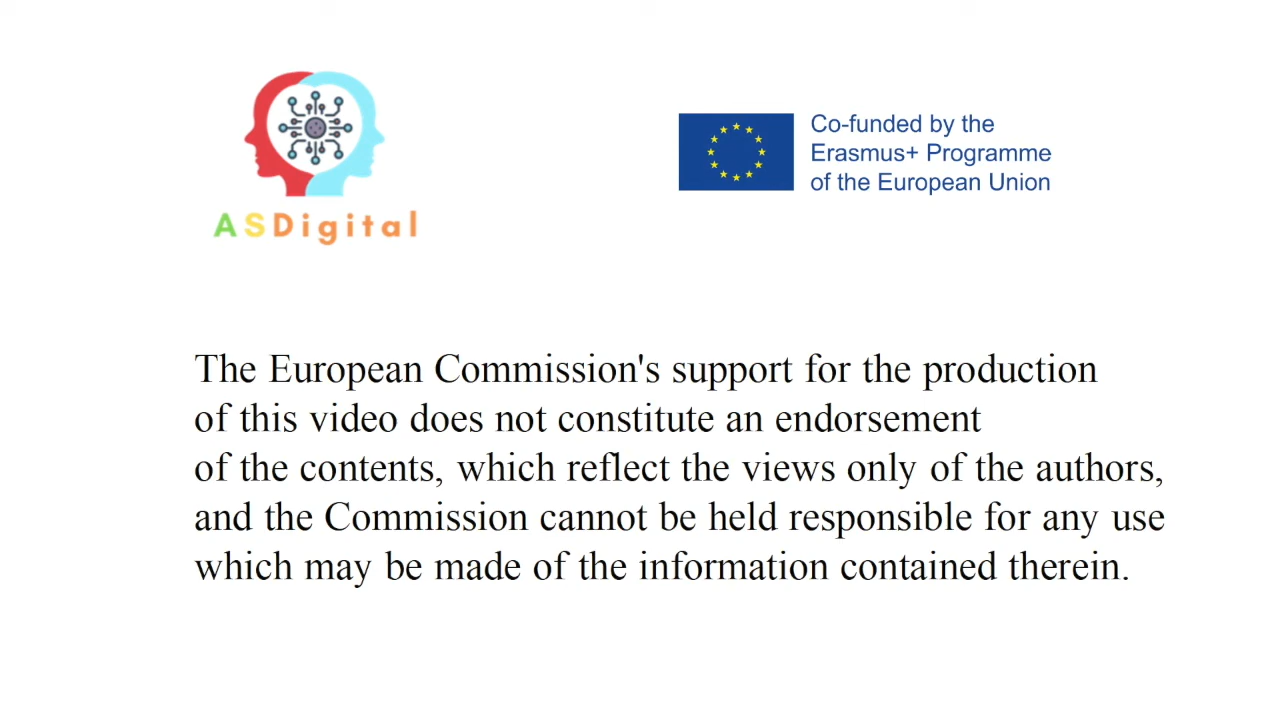 ASDigital
Co-funded by the
Erasmus+ Programme
of the European Union
The European Commission's support for the production
of this video does not constitute an endorsement
of the contents, which reflect the views only of the authors,
and the Commission cannot be held responsible for any use
which may be made of the information contained therein.